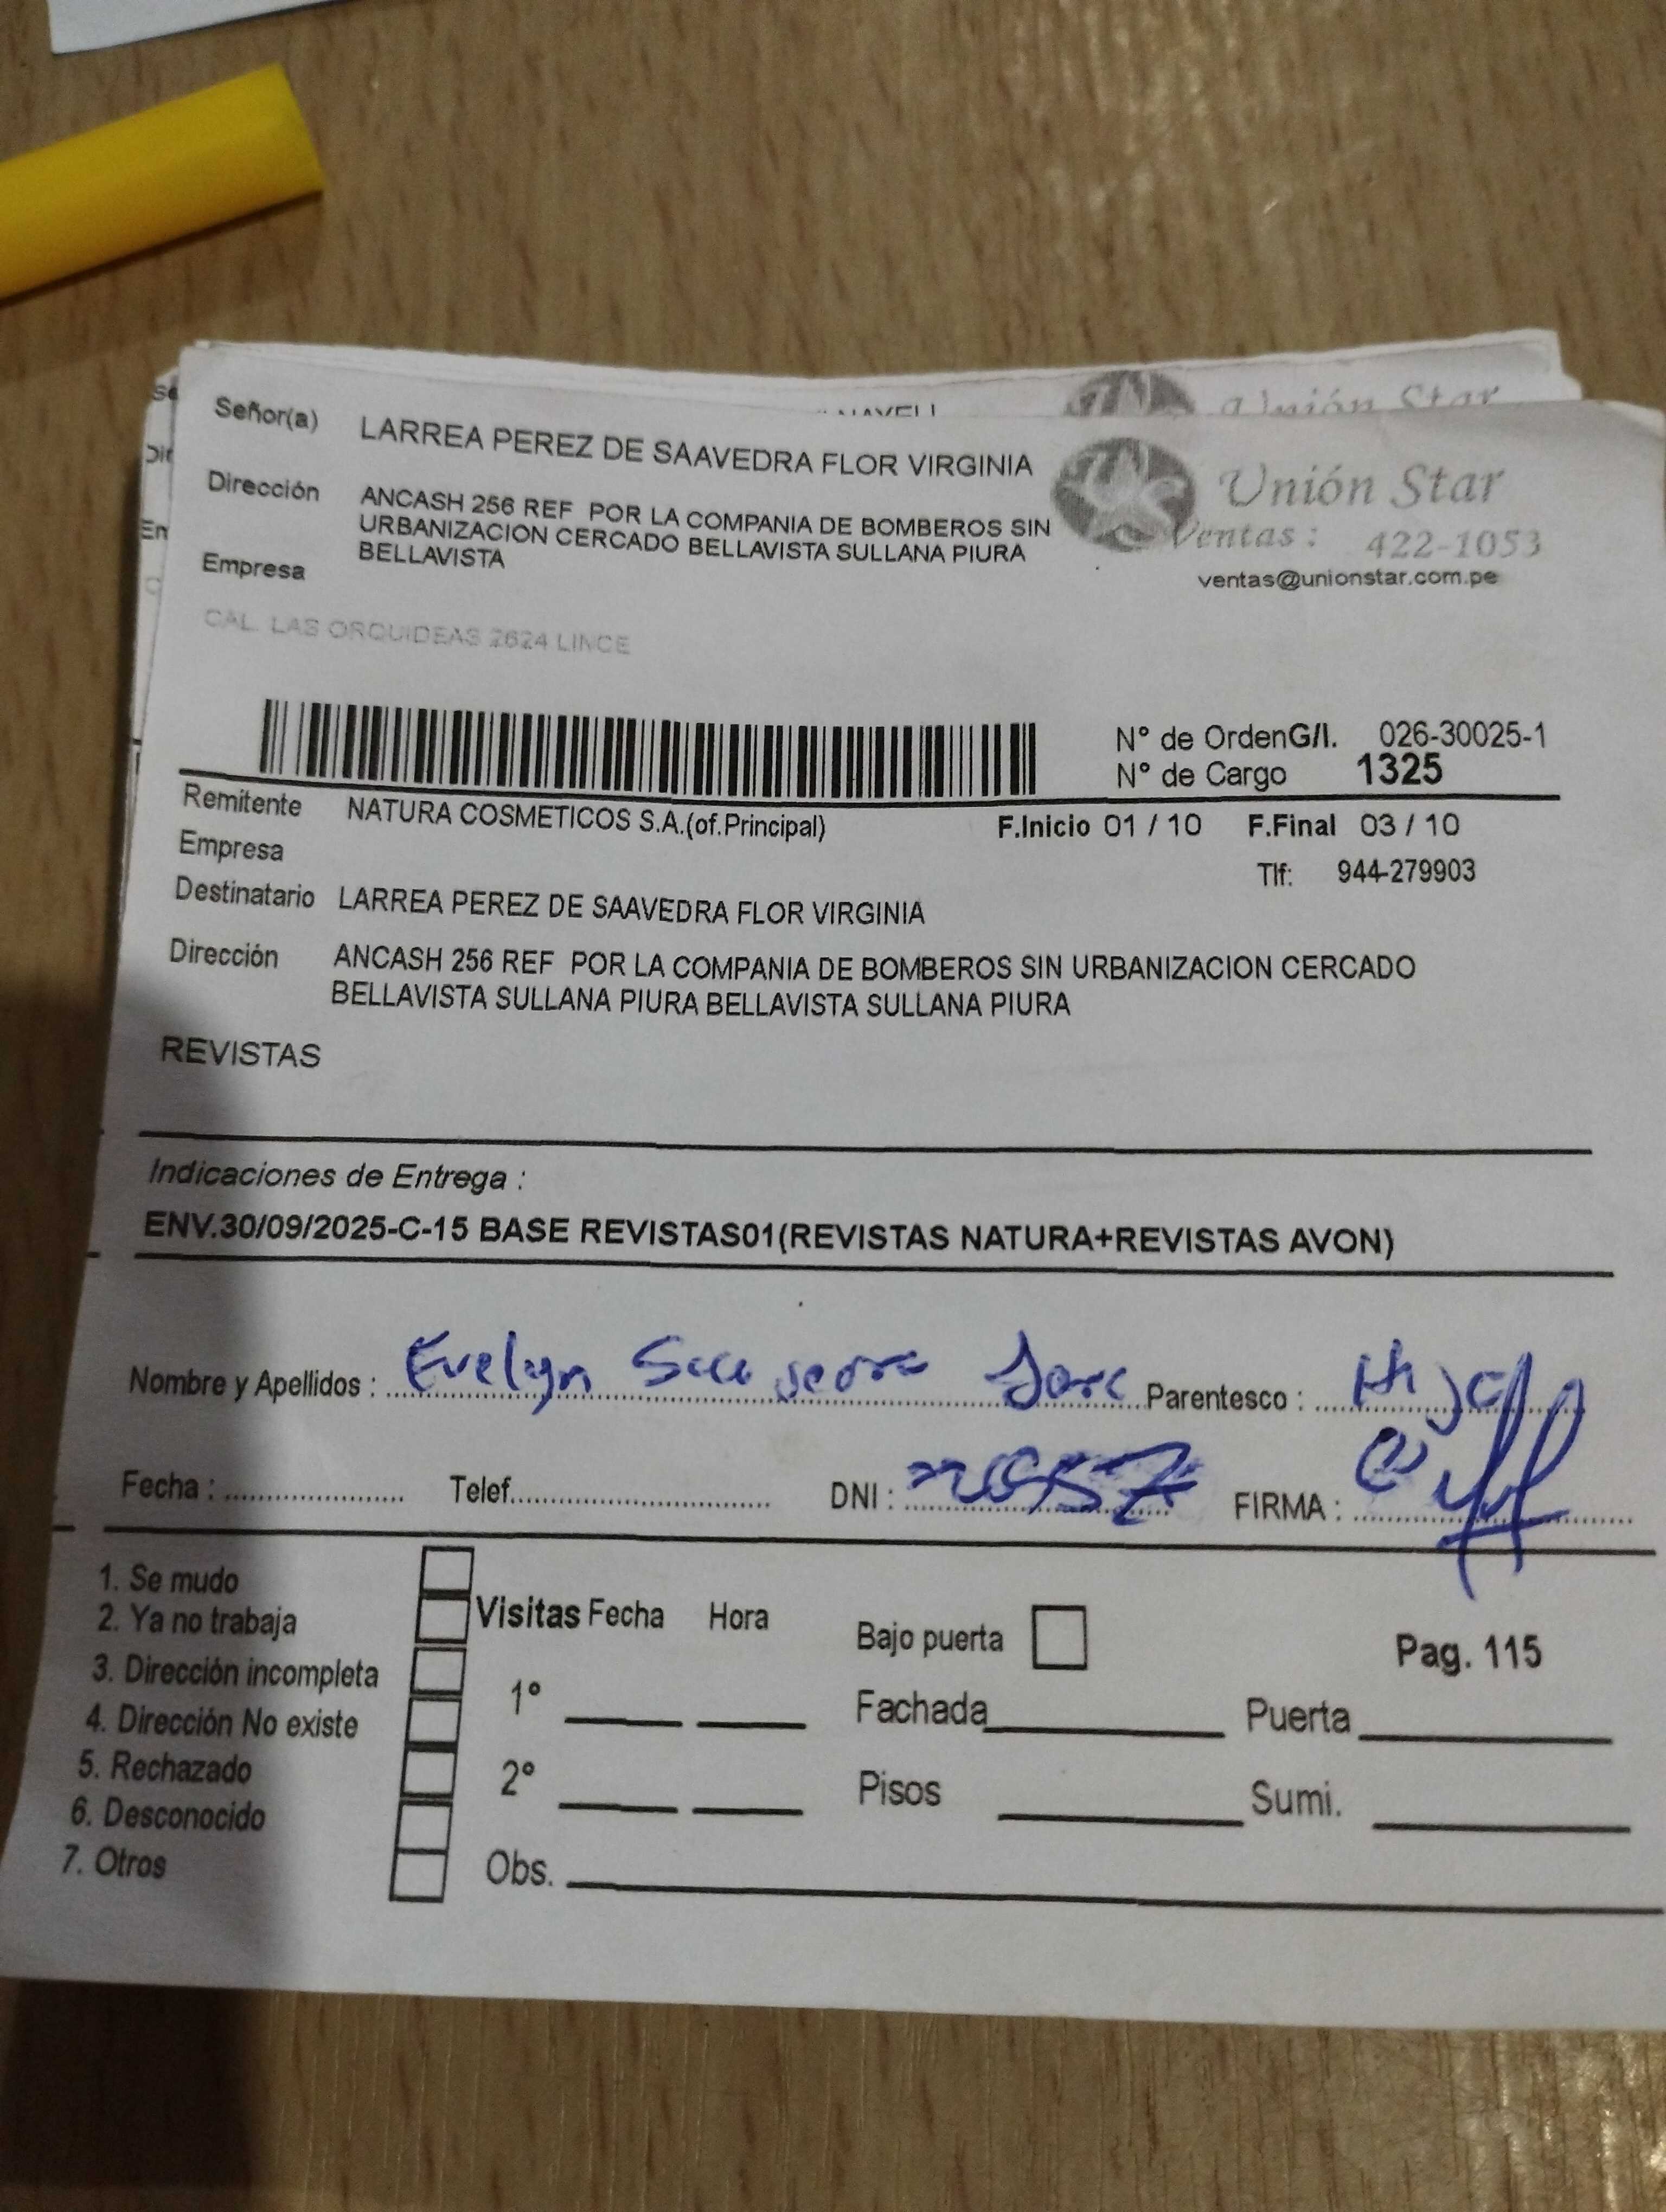 Señor(a) LARREA PEREZ DE SAAVEDRA FLOR VIRGINIA
Unión Star
Dirección ANCASH 256 REF POR LA COMPANIA DE BOMBEROS SIN
URBANIZACION CERCADO BELLAVISTA SULLANA PIURA
BELLAVISTA
Ventas : 422-1053
ventas@unionstar.com.pe
Empresa
CAL. LAS ORQUIDEAS 2624 LINCE
N° de OrdenG/I. 026-30025-1
N° de Cargo 1325
Remitente NATURA COSMETICOS S.A.(of.Principal) F.Inicio 01 / 10 F.Final 03 / 10
Empresa
Tlf: 944-279903
Destinatario LARREA PEREZ DE SAAVEDRA FLOR VIRGINIA
Dirección ANCASH 256 REF POR LA COMPANIA DE BOMBEROS SIN URBANIZACION CERCADO
BELLAVISTA SULLANA PIURA BELLAVISTA SULLANA PIURA
REVISTAS
Indicaciones de Entrega :
ENV.30/09/2025-C-15 BASE REVISTAS01(REVISTAS NATURA+REVISTAS AVON)
Nombre y Apellidos : Evelyn Parentesco : Hija
Fecha : Telef. DNI : FIRMA :
1. Se mudo
2. Ya no trabaja
3. Dirección incompleta
4. Dirección No existe
5. Rechazado
6. Desconocido
7. Otros
Visitas Fecha Hora
1°
2°
Obs.
Bajo puerta
Pag. 115
Fachada Puerta
Pisos Sumi.